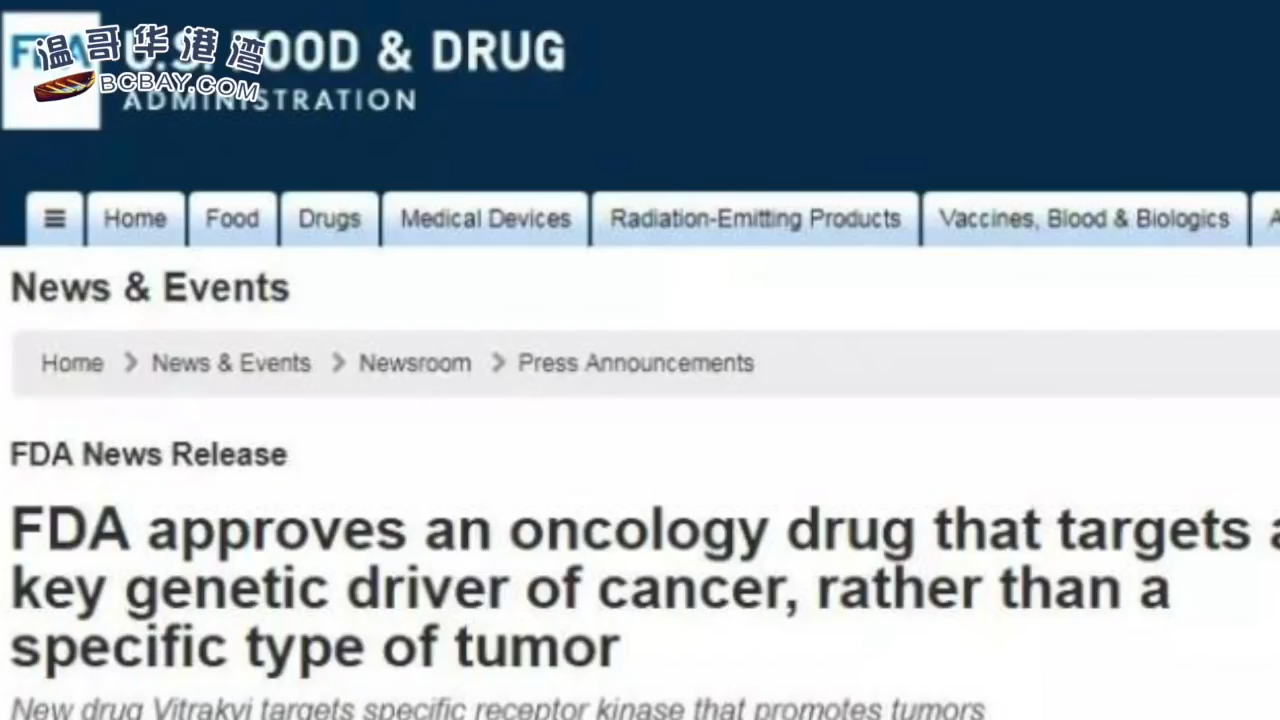 FDA U.S. FOOD & DRUG
ADMINISTRATION
温哥华港湾
BCBAY.COM
Home Food Drugs Medical Devices Radiation-Emitting Products Vaccines, Blood & Biologics A
News & Events
Home > News & Events > Newsroom > Press Announcements
FDA News Release
FDA approves an oncology drug that targets a
key genetic driver of cancer, rather than a
specific type of tumor
New drug Vitrakvi targets specific receptor kinase that promotes tumors